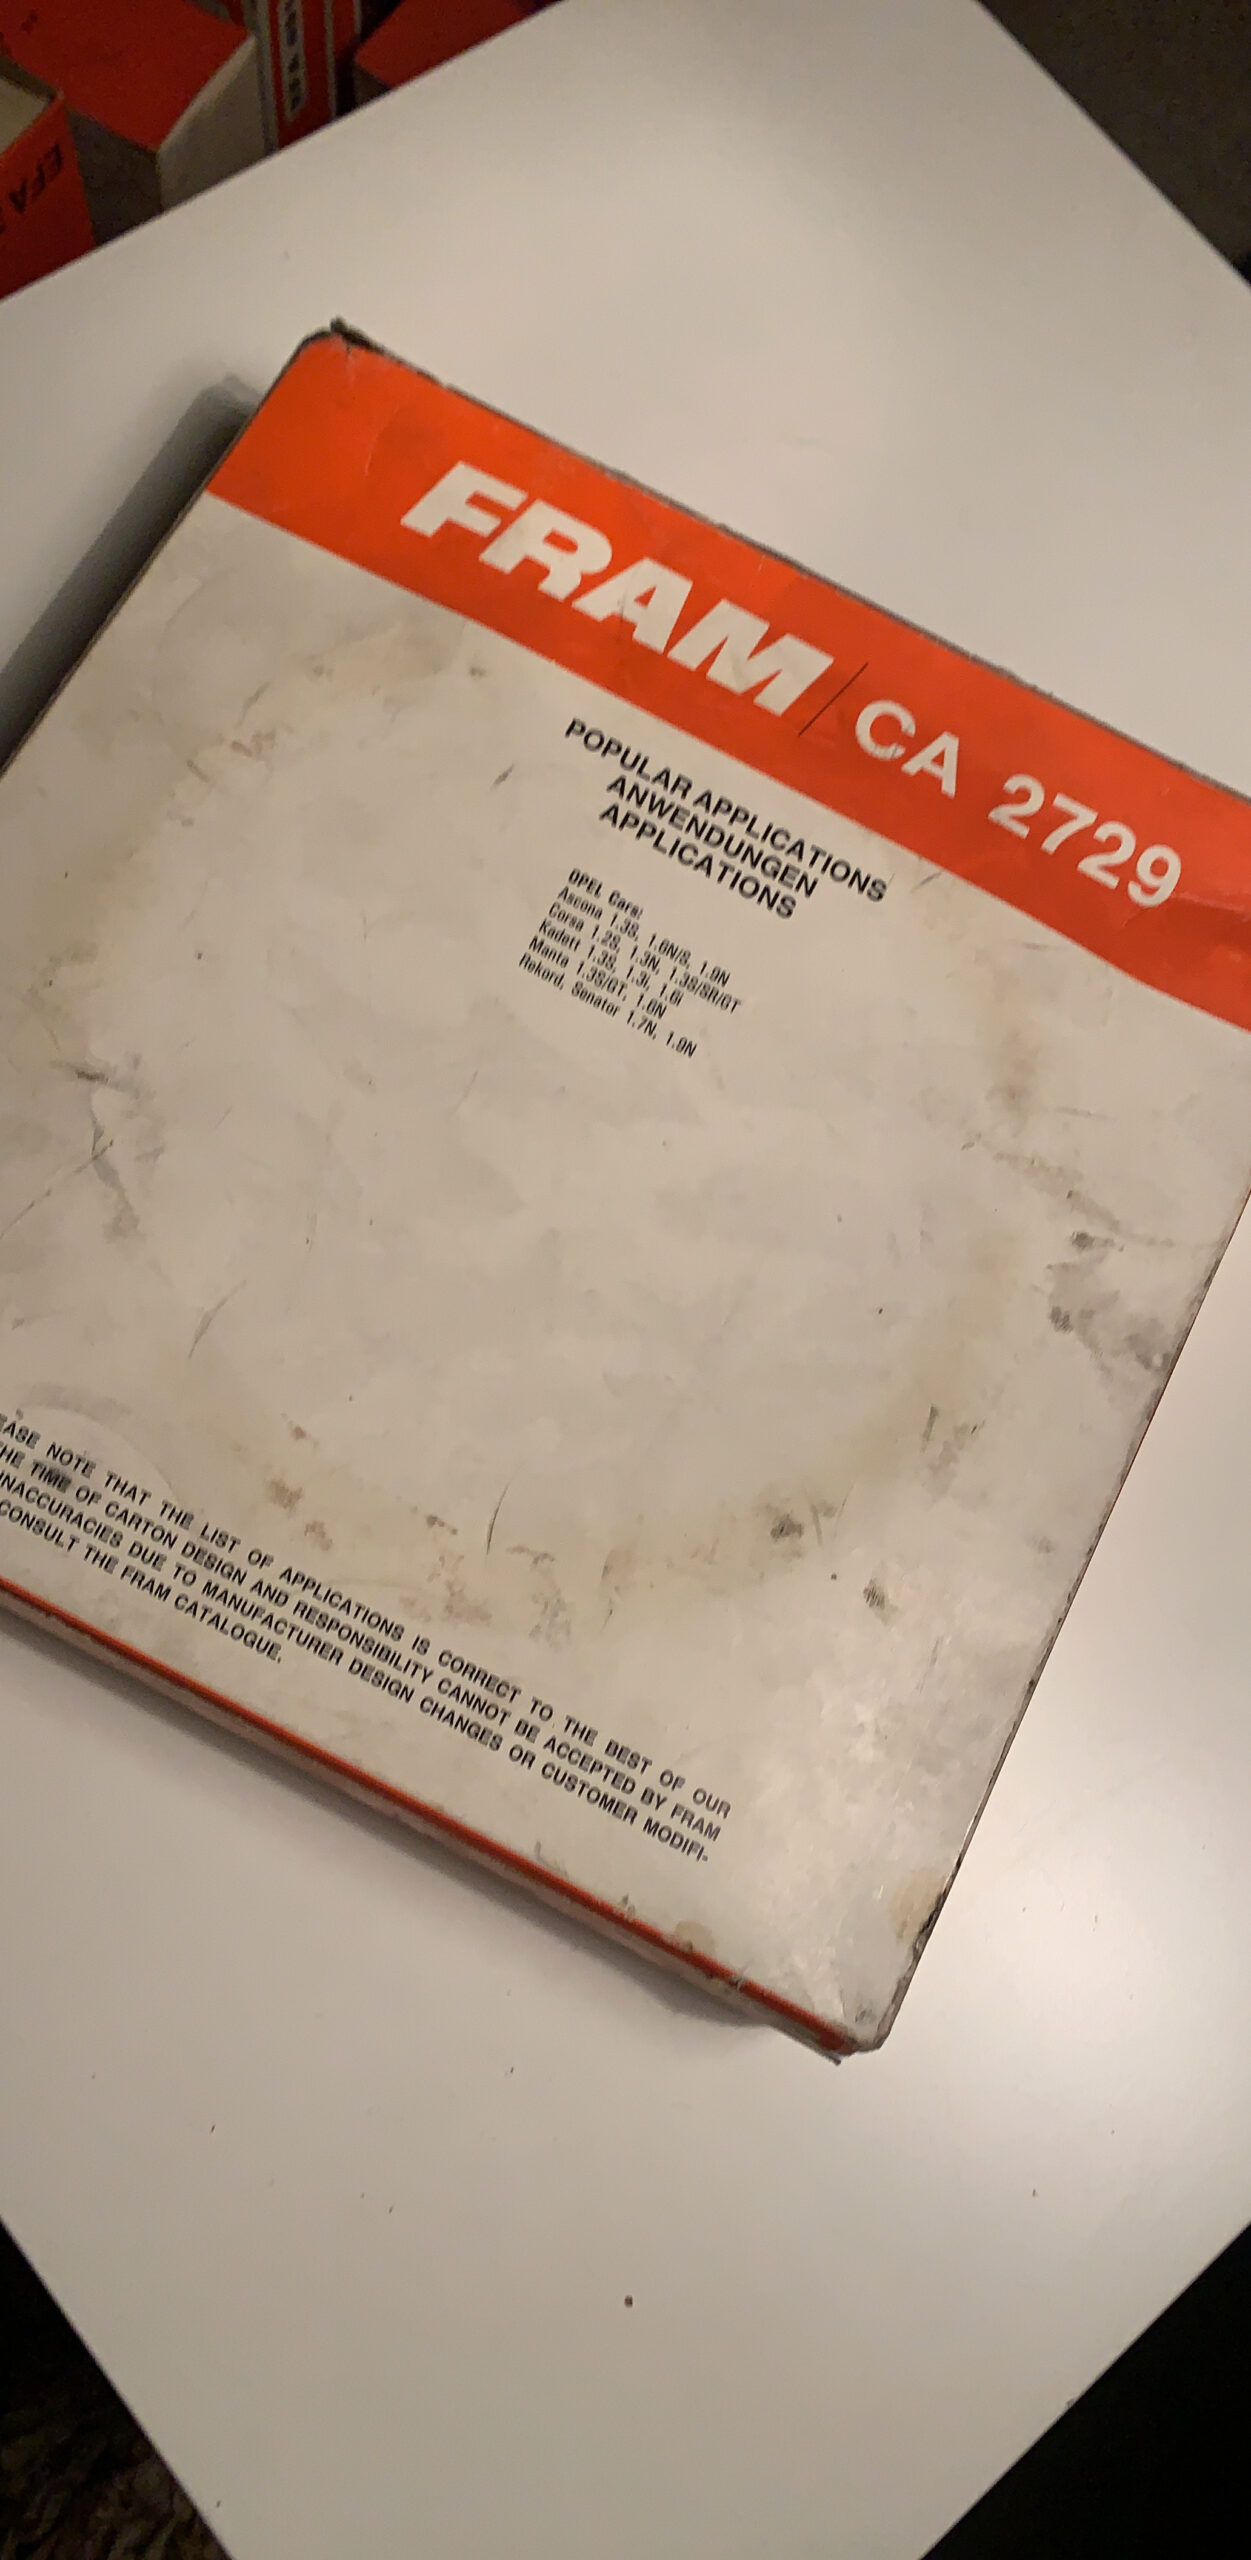 EFA
FRAM / CA 2729
POPULAR APPLICATIONS
ANWENDUNGEN
APPLICATIONS
OPEL Cars:
Ascona 1.3S, 1.6N/S, 1.9N
Corsa 1.2S, 1.3N, 1.3S/SR/GT
Kadett 1.3S, 1.3i, 1.6i
Manta 1.3S/GT, 1.6N
Rekord, Senator 1.7N, 1.9N
EASE NOTE THAT THE LIST OF APPLICATIONS IS CORRECT TO THE BEST OF OUR
THE TIME OF CARTON DESIGN AND RESPONSIBILITY CANNOT BE ACCEPTED BY FRAM
INACCURACIES DUE TO MANUFACTURER DESIGN CHANGES OR CUSTOMER MODIFI-
CONSULT THE FRAM CATALOGUE.